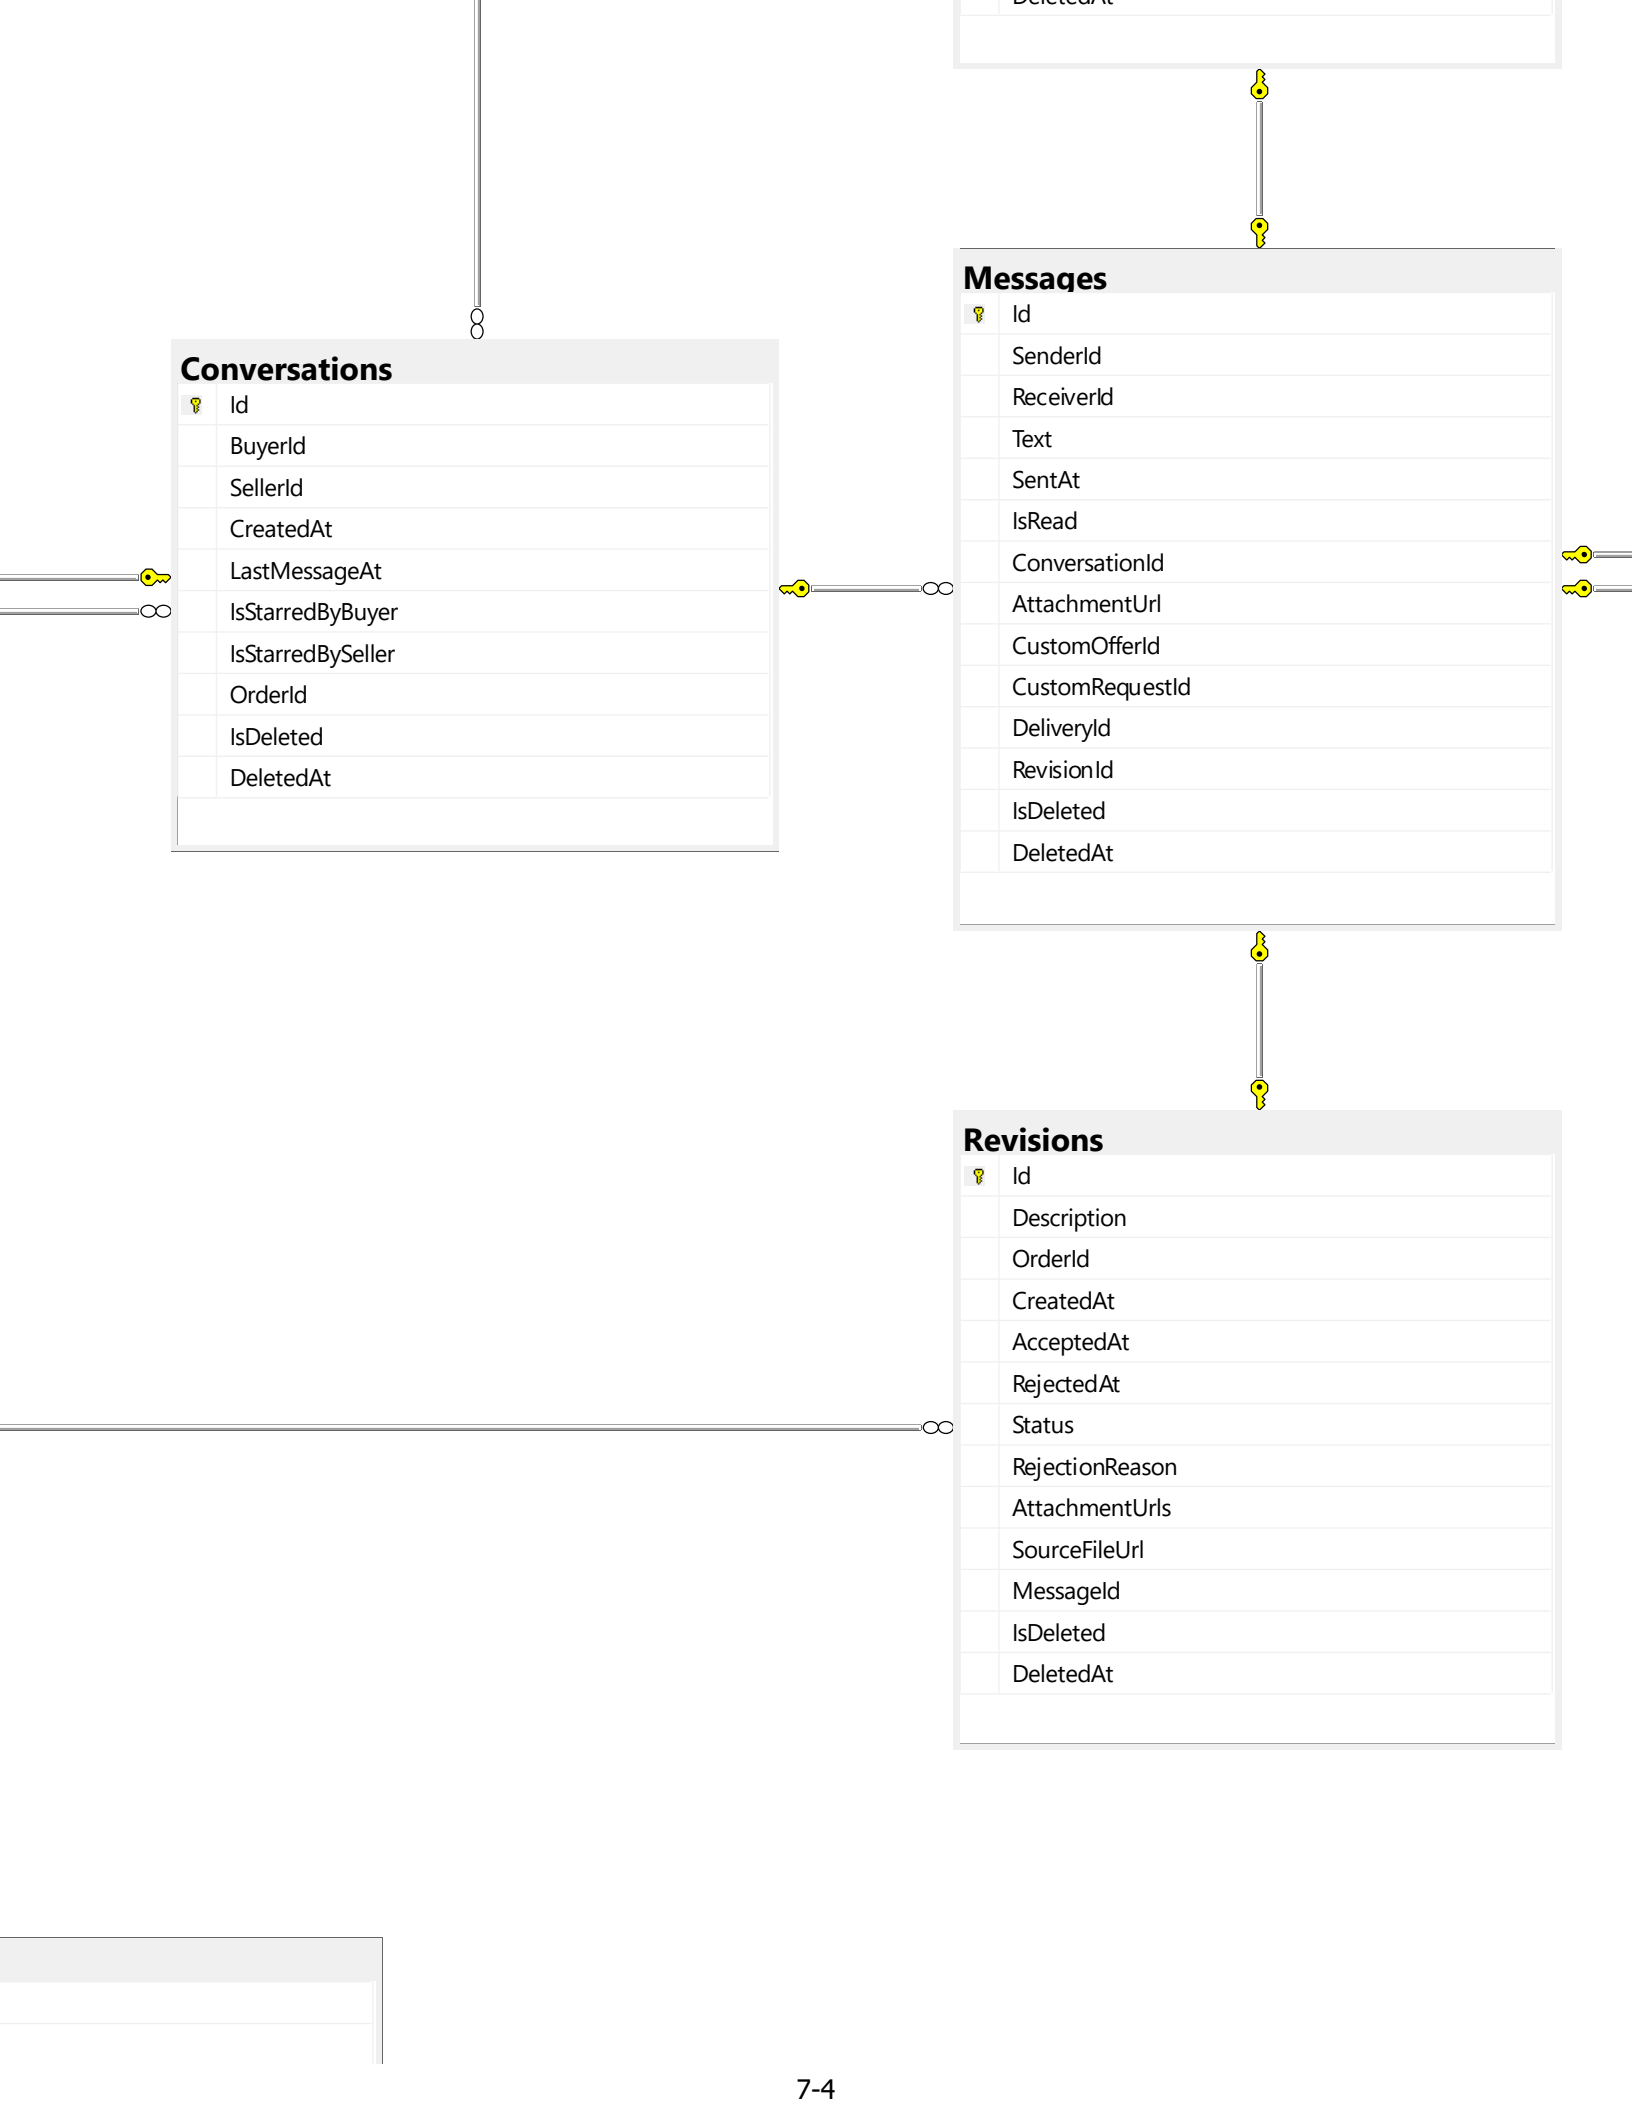 DeletedAt
Messages
Id
SenderId
ReceiverId
Text
SentAt
IsRead
ConversationId
AttachmentUrl
CustomOfferId
CustomRequestId
DeliveryId
RevisionId
IsDeleted
DeletedAt
Conversations
Id
BuyerId
SellerId
CreatedAt
LastMessageAt
IsStarredByBuyer
IsStarredBySeller
OrderId
IsDeleted
DeletedAt
Revisions
Id
Description
OrderId
CreatedAt
AcceptedAt
RejectedAt
Status
RejectionReason
AttachmentUrls
SourceFileUrl
MessageId
IsDeleted
DeletedAt
7-4